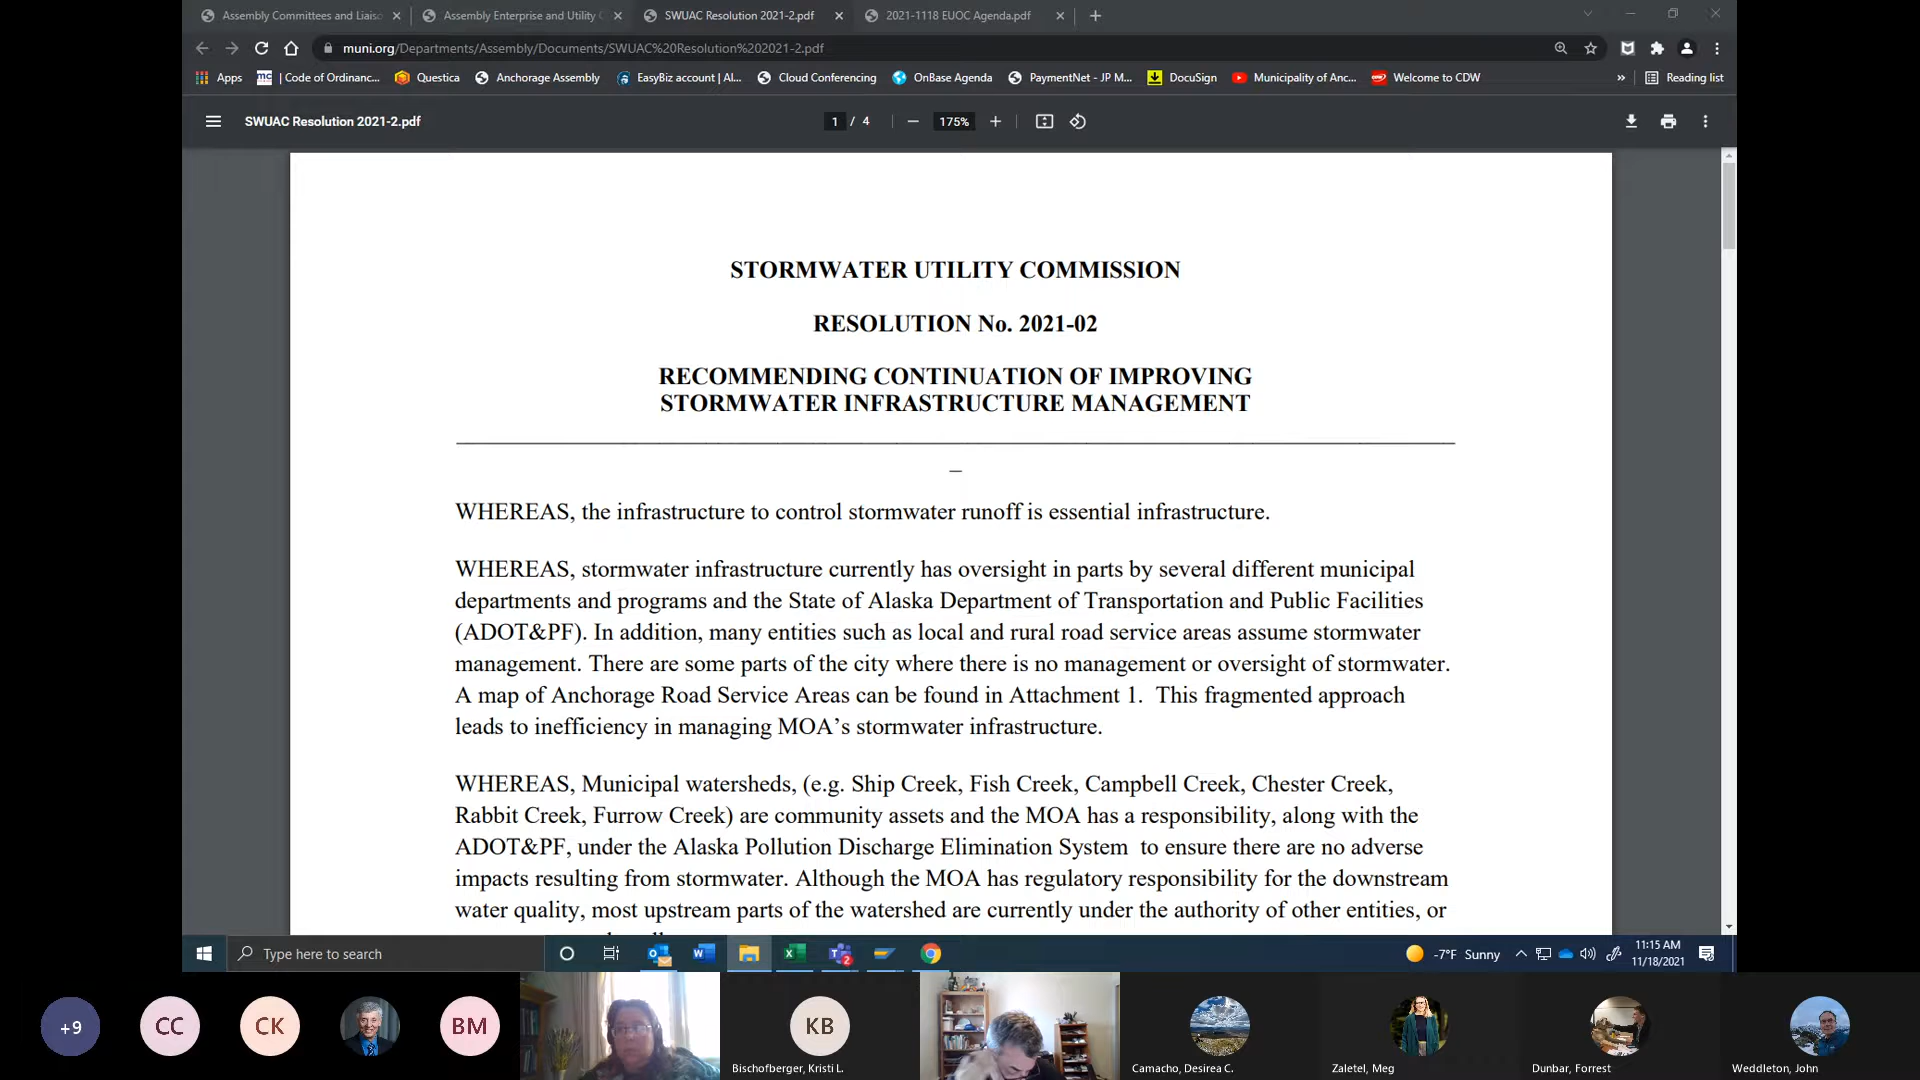 Assembly Committees and Liaiso
Assembly Enterprise and Utility C
SWUAC Resolution 2021-2.pdf
2021-1118 EUOC Agenda.pdf
muni.org/Departments/Assembly/Documents/SWUAC%20Resolution%202021-2.pdf
Apps
mc
| Code of Ordinanc...
Questica
Anchorage Assembly
EasyBiz account | Al...
Cloud Conferencing
OnBase Agenda
PaymentNet - JP M...
DocuSign
Municipality of Anc...
Welcome to CDW
»
Reading list
SWUAC Resolution 2021-2.pdf
1 / 4
175%
STORMWATER UTILITY COMMISSION
RESOLUTION No. 2021-02
RECOMMENDING CONTINUATION OF IMPROVING
STORMWATER INFRASTRUCTURE MANAGEMENT
WHEREAS, the infrastructure to control stormwater runoff is essential infrastructure.
WHEREAS, stormwater infrastructure currently has oversight in parts by several different municipal
departments and programs and the State of Alaska Department of Transportation and Public Facilities
(ADOT&PF). In addition, many entities such as local and rural road service areas assume stormwater
management. There are some parts of the city where there is no management or oversight of stormwater.
A map of Anchorage Road Service Areas can be found in Attachment 1. This fragmented approach
leads to inefficiency in managing MOA’s stormwater infrastructure.
WHEREAS, Municipal watersheds, (e.g. Ship Creek, Fish Creek, Campbell Creek, Chester Creek,
Rabbit Creek, Furrow Creek) are community assets and the MOA has a responsibility, along with the
ADOT&PF, under the Alaska Pollution Discharge Elimination System to ensure there are no adverse
impacts resulting from stormwater. Although the MOA has regulatory responsibility for the downstream
water quality, most upstream parts of the watershed are currently under the authority of other entities, or
Type here to search
-7°F Sunny
11:15 AM
11/18/2021
+9
CC
CK
BM
KB
Bischofberger, Kristi L.
Camacho, Desirea C.
Zaletel, Meg
Dunbar, Forrest
Weddleton, John